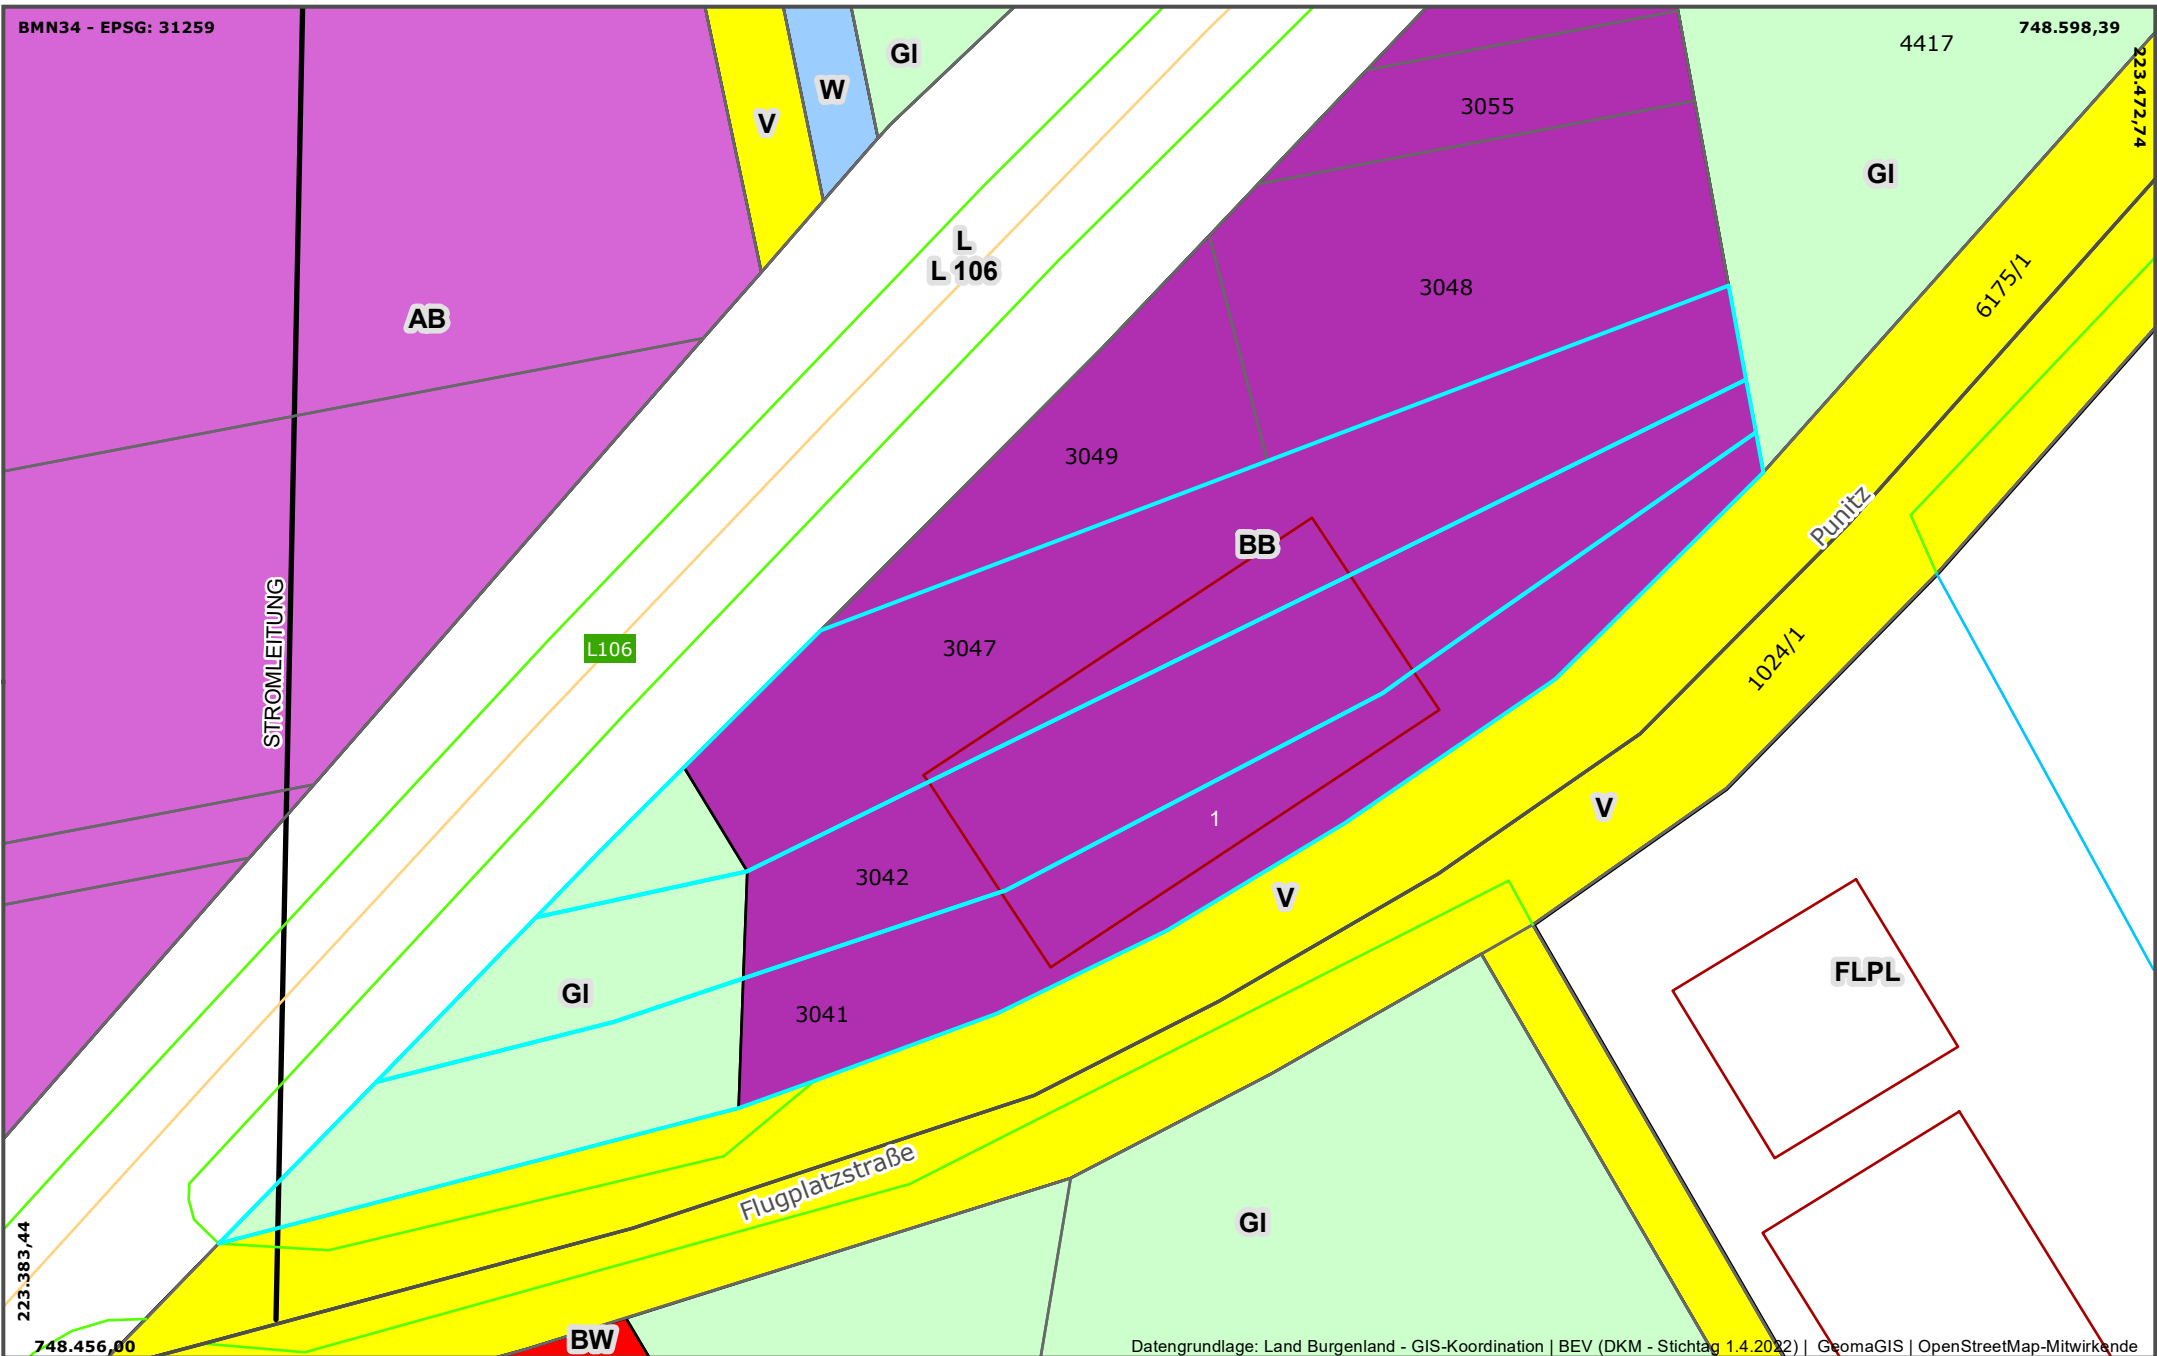 BMN34 - EPSG: 31259
748.598,39
223.472,74
4417
GI
W
V
3055
GI
L
L 106
6175/1
3048
AB
3049
Punitz
BB
STROMLEITUNG
L106
3047
1024/1
V
1
3042
V
FLPL
GI
3041
Flugplatzstraße
GI
223.383,44
748.456,00
BW
Datengrundlage: Land Burgenland - GIS-Koordination | BEV (DKM - Stichtag 1.4.2022) | GeomaGIS | OpenStreetMap-Mitwirkende